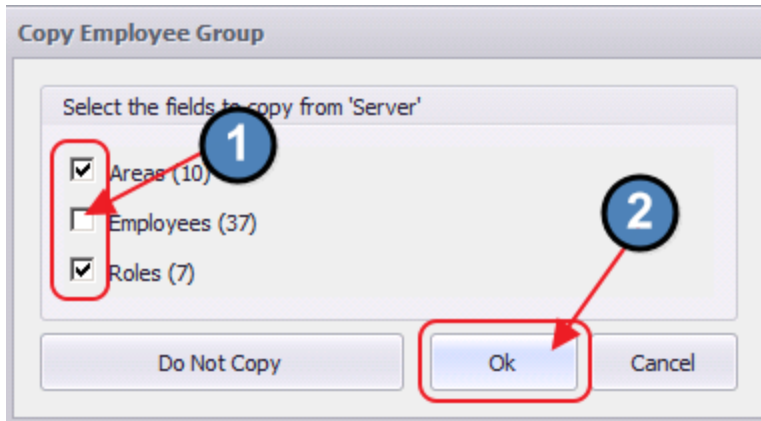 Copy Employee Group
Select the fields to copy from 'Server'
1
Areas (10)
Employees (37)
2
Roles (7)
Do Not Copy
Ok
Cancel